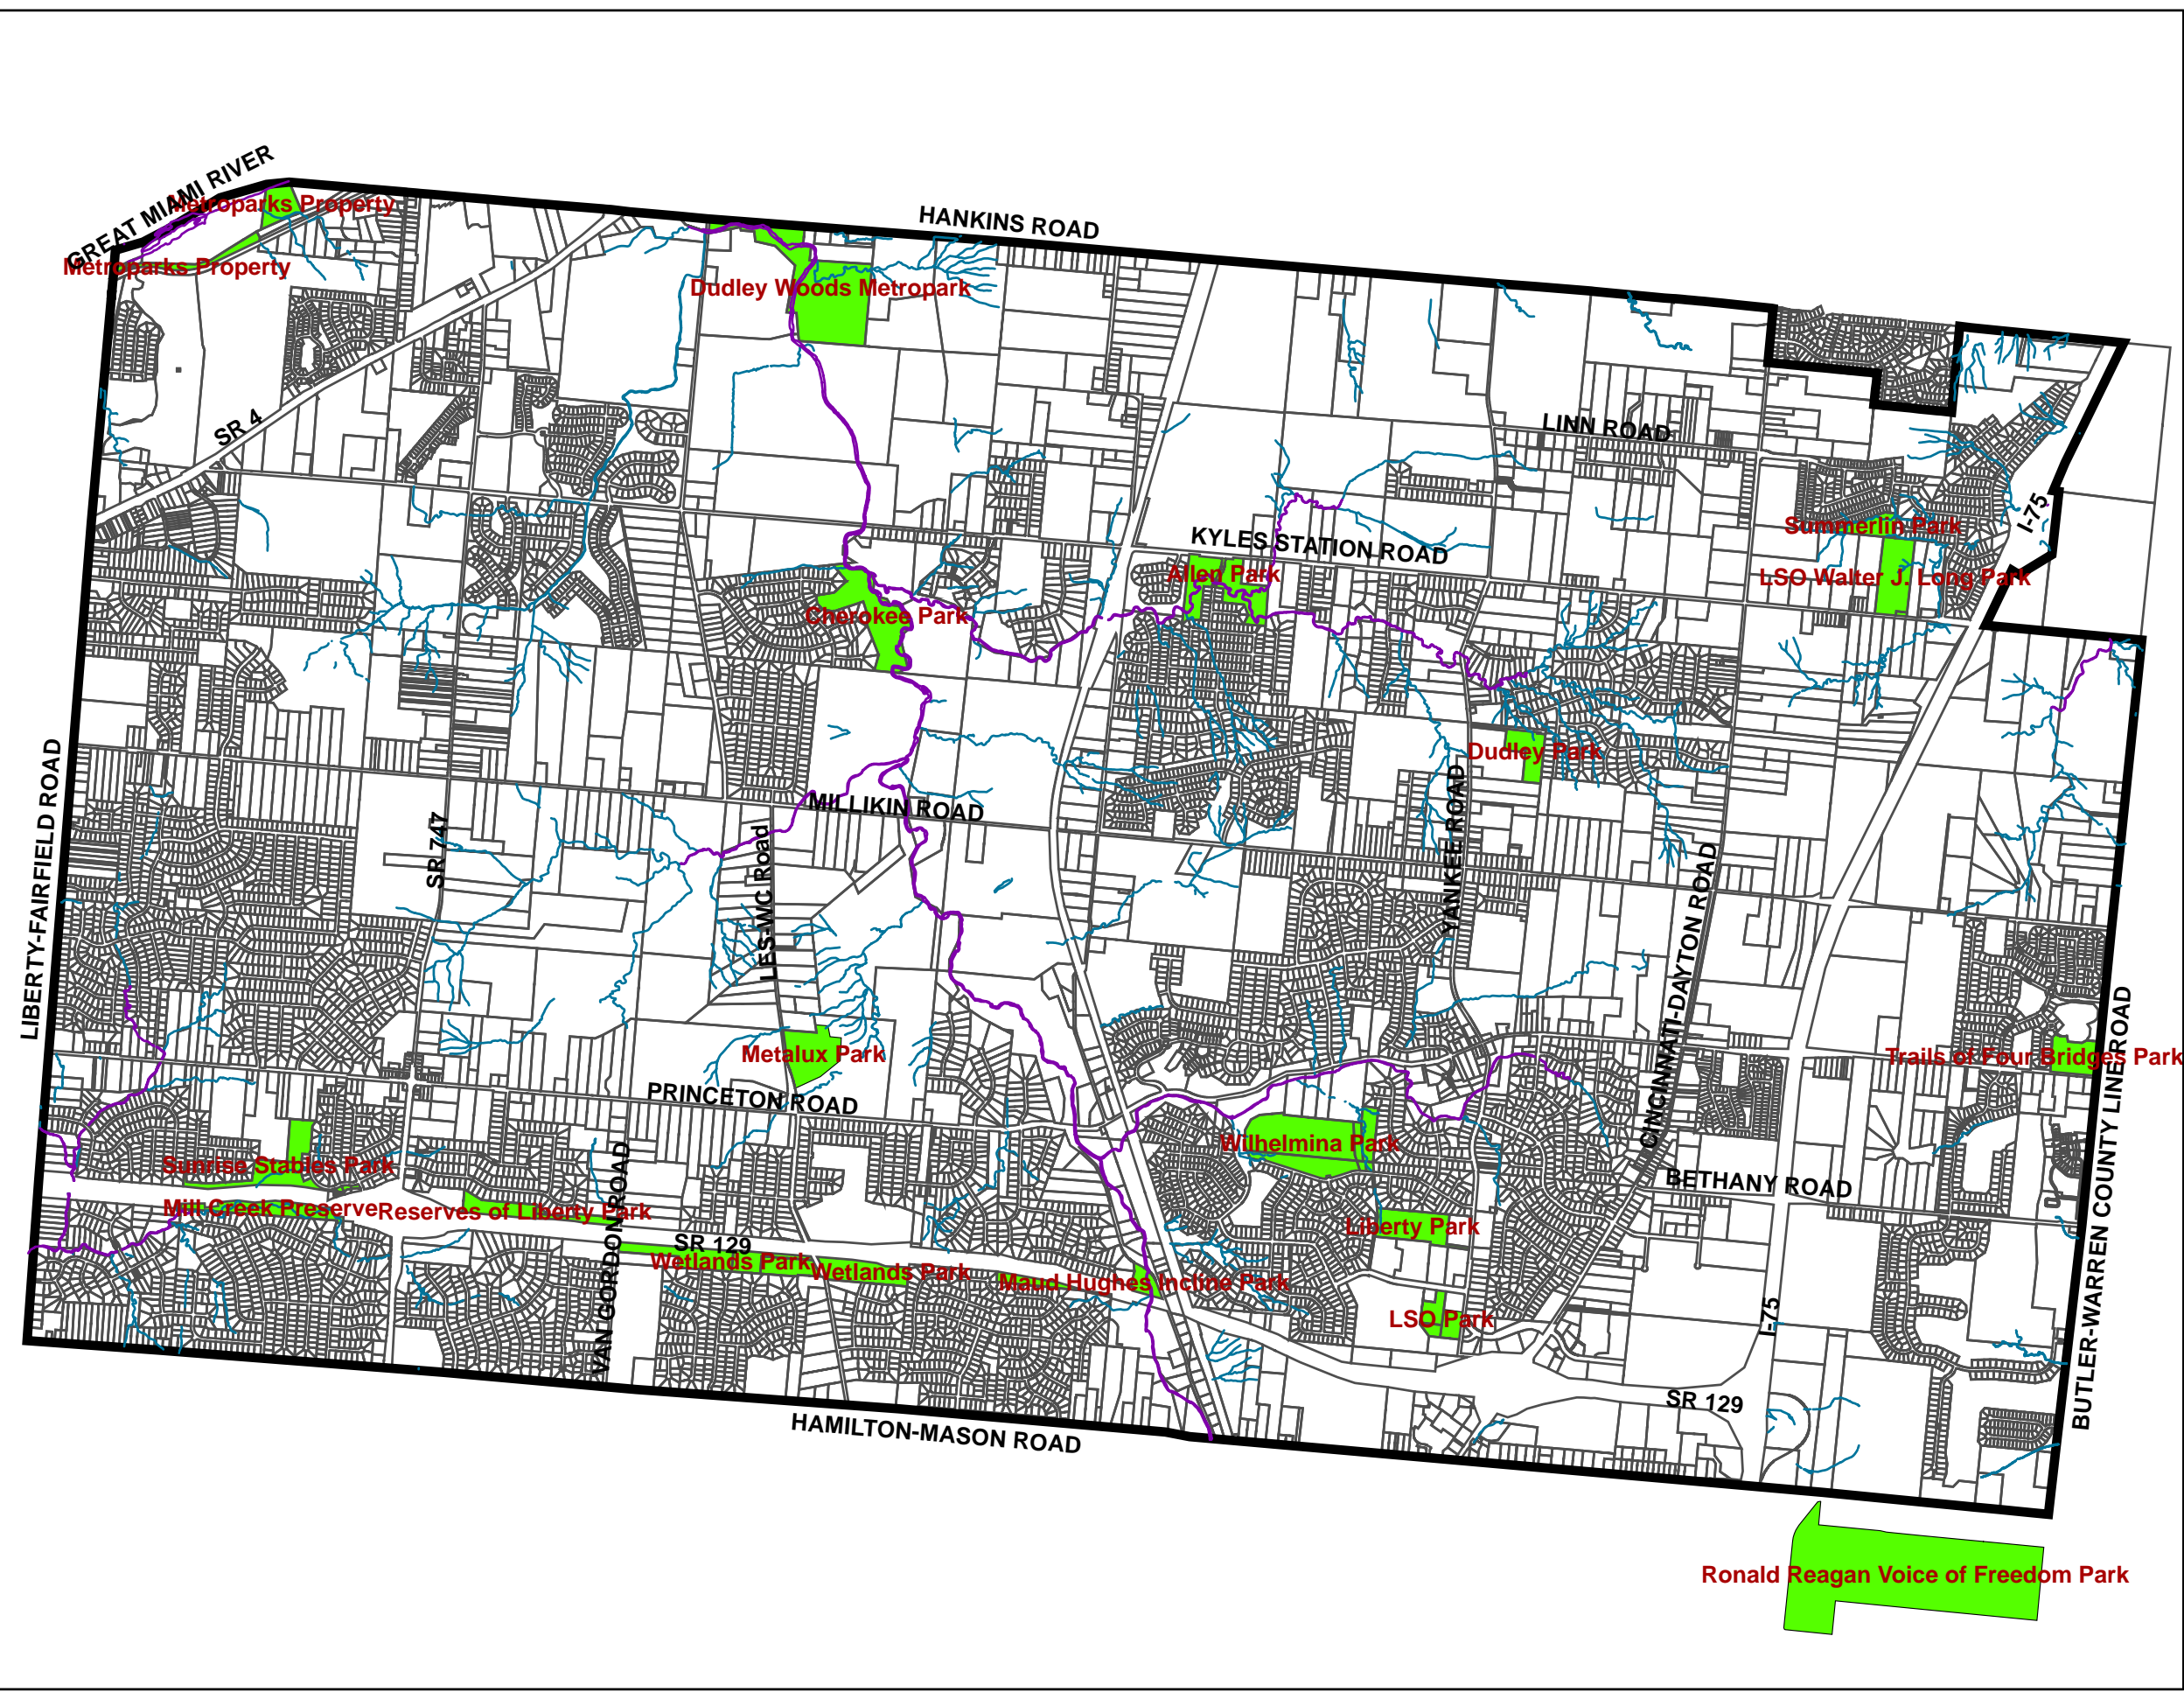 GREAT MIAMI RIVER
Metroparks Property
Metroparks Property
HANKINS ROAD
Dudley Woods Metropark
SR 4
LINN ROAD
I-75
Summerlin Park
KYLES STATION ROAD
Allen Park
LSO Walter J. Long Park
Cherokee Park
Dudley Park
LIBERTY-FAIRFIELD ROAD
SR 747
MILLIKIN ROAD
LES-WC Road
YANKEE ROAD
CINCINNATI-DAYTON ROAD
Metalux Park
Trails of Four Bridges Park
PRINCETON ROAD
Wilhelmina Park
Sunrise Stables Park
BETHANY ROAD
BUTLER-WARREN COUNTY LINE ROAD
Mill Creek Preserve
Reserves of Liberty Park
VAN GORDON ROAD
Liberty Park
SR 129
Wetlands Park
Wetlands Park
Maud Hughes Incline Park
LSO Park
I-75
SR 129
HAMILTON-MASON ROAD
Ronald Reagan Voice of Freedom Park